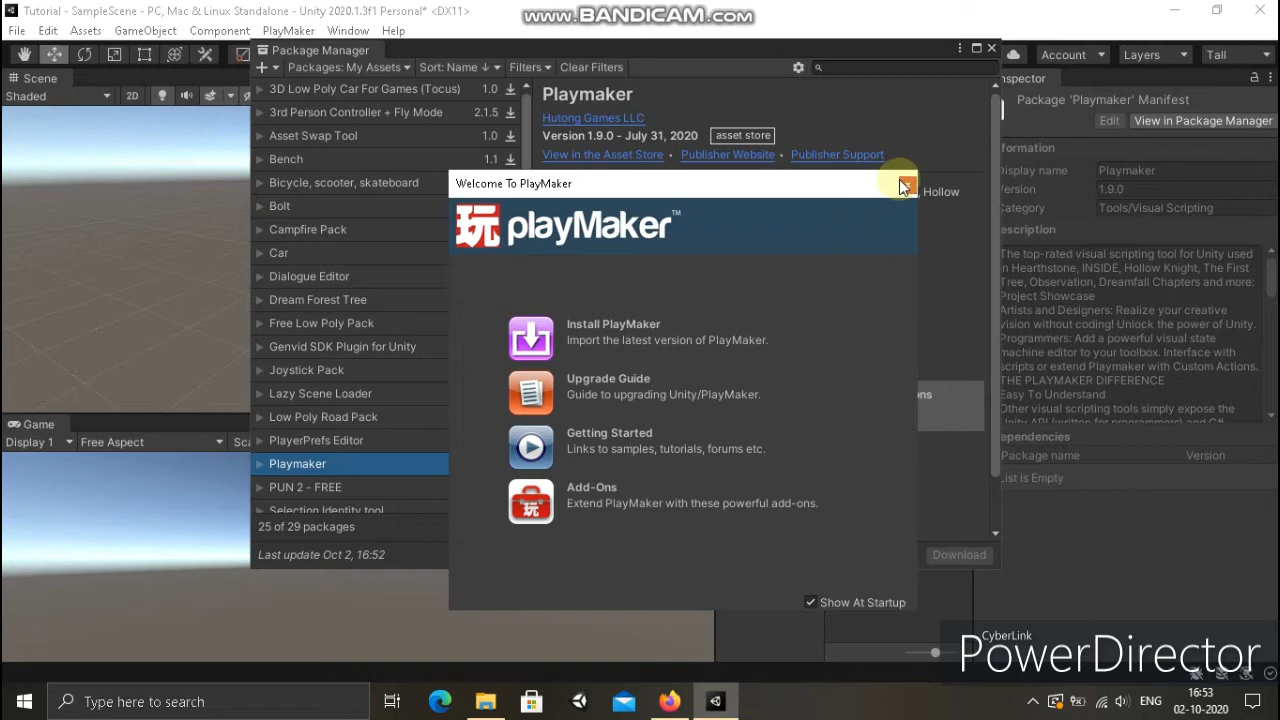 Tutorial - SampleScene - PC, Mac & Linux Standalone - Unity 2020.1.3f1 Personal* <DX11>
www.BANDICAM.com
File Edit Assets GameObject Component PlayMaker Window Help
Package Manager
Account Layers Tall
Packages: My Assets Sort: Name ↓ Filters Clear Filters
Scene
Shaded 2D
3D Low Poly Car For Games (Tocus) 1.0
3rd Person Controller + Fly Mode 2.1.5
Asset Swap Tool 1.0
Bench 1.1
Bicycle, scooter, skateboard
Bolt
Campfire Pack
Car
Dialogue Editor
Dream Forest Tree
Free Low Poly Pack
Genvid SDK Plugin for Unity
Joystick Pack
Lazy Scene Loader
Low Poly Road Pack
PlayerPrefs Editor
Playmaker
PUN 2 - FREE
Selection Identity tool
25 of 29 packages
Last update Oct 2, 16:52
Playmaker
Hutong Games LLC
Version 1.9.0 - July 31, 2020 asset store
View in the Asset Store • Publisher Website • Publisher Support
, Hollow
ons
Download
Welcome To PlayMaker
玩 playMaker™
Install PlayMaker
Import the latest version of PlayMaker.
Upgrade Guide
Guide to upgrading Unity/PlayMaker.
Getting Started
Links to samples, tutorials, forums etc.
Add-Ons
玩
Extend PlayMaker with these powerful add-ons.
Show At Startup
Game
Display 1 Free Aspect Sca
nspector
Package 'Playmaker' Manifest
Edit View in Package Manager
nformation
Display name Playmaker
Version 1.9.0
Category Tools/Visual Scripting
escription
The top-rated visual scripting tool for Unity used
in Hearthstone, INSIDE, Hollow Knight, The First
Tree, Observation, Dreamfall Chapters and more:
Project Showcase
Artists and Designers: Realize your creative
vision without coding! Unlock the power of Unity.
Programmers: Add a powerful visual state
machine editor to your toolbox. Interface with
scripts or extend Playmaker with Custom Actions.
THE PLAYMAKER DIFFERENCE
Easy To Understand
Other visual scripting tools simply expose the
ependencies
Package name Version
List is Empty
CyberLink
PowerDirector
Type here to search
ENG
16:53
02-10-2020